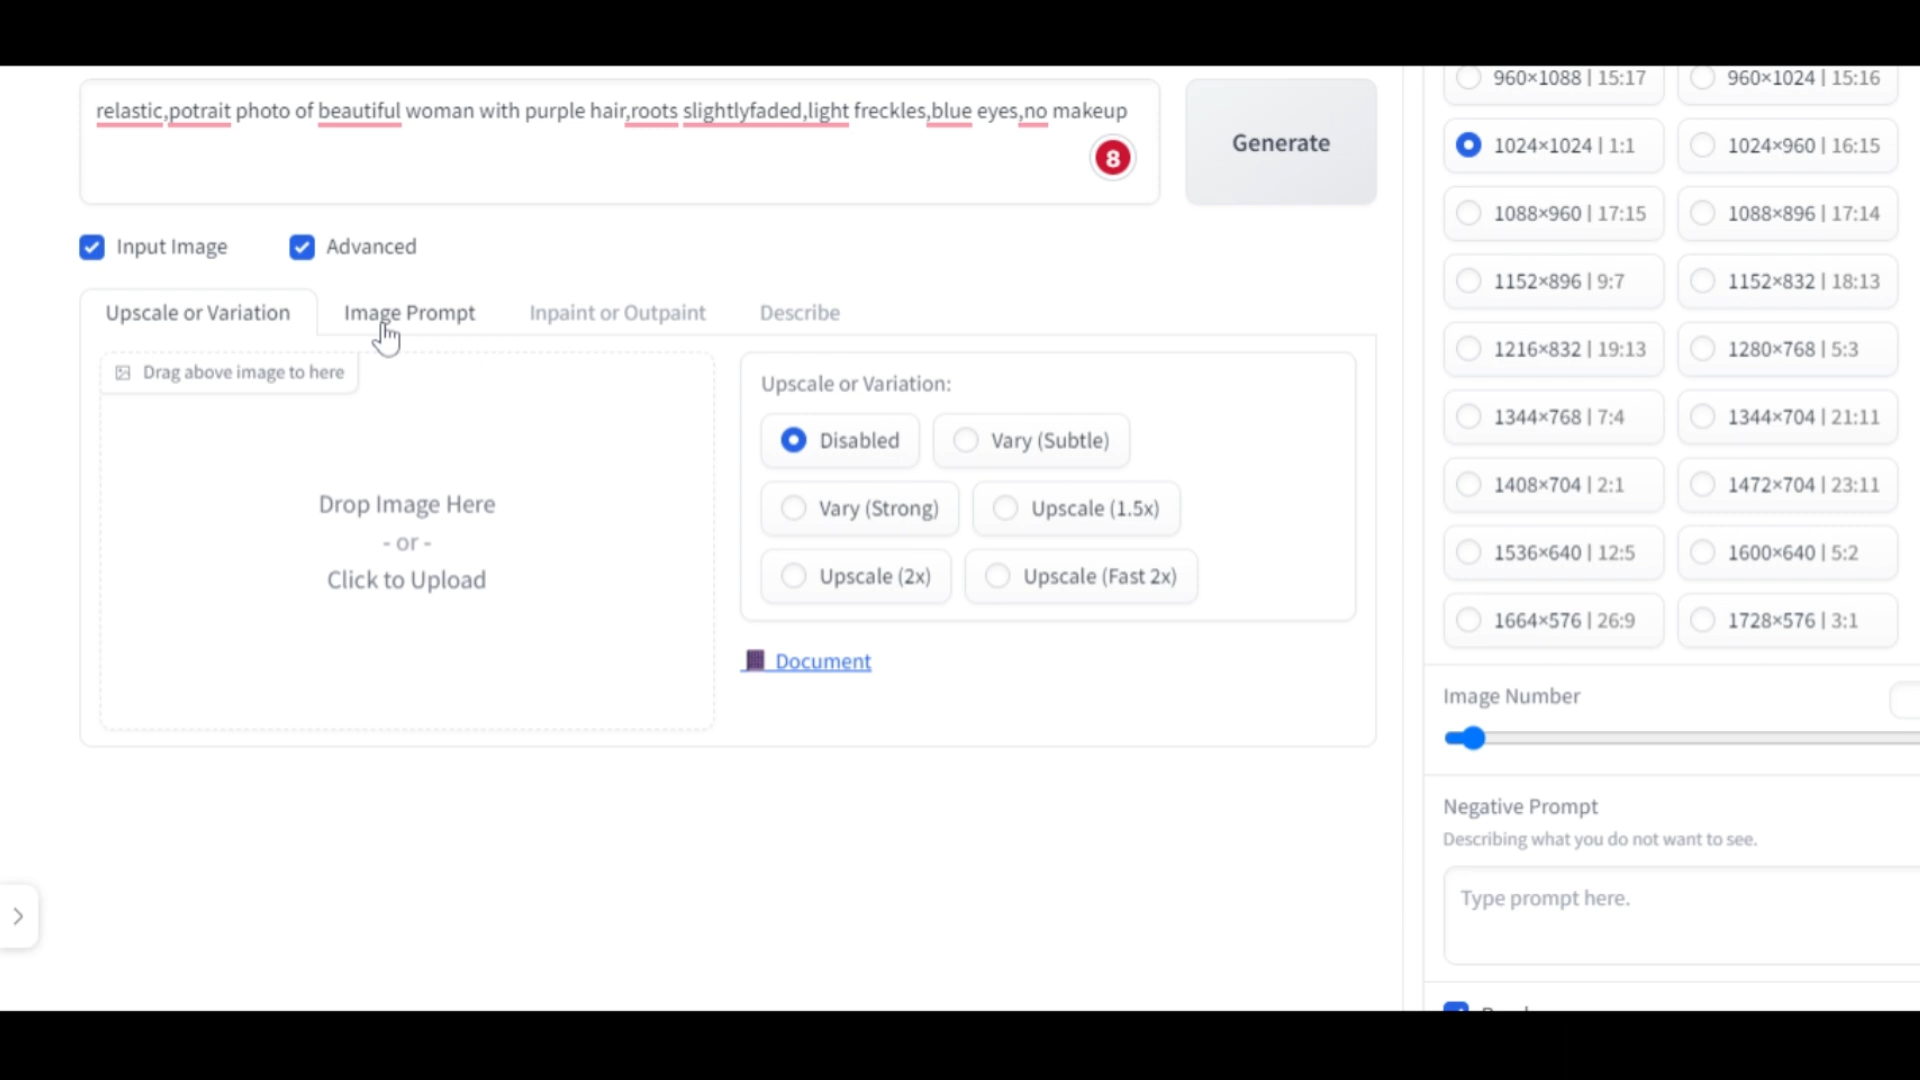 relastic,potrait photo of beautiful woman with purple hair,roots slightlyfaded,light freckles,blue eyes,no makeup
8
Generate
Input Image
Advanced
Upscale or Variation
Image Prompt
Inpaint or Outpaint
Describe
Drag above image to here
Drop Image Here
- or -
Click to Upload
Upscale or Variation:
Disabled
Vary (Subtle)
Vary (Strong)
Upscale (1.5x)
Upscale (2x)
Upscale (Fast 2x)
Document
960×1088 | 15:17
960×1024 | 15:16
1024×1024 | 1:1
1024×960 | 16:15
1088×960 | 17:15
1088×896 | 17:14
1152×896 | 9:7
1152×832 | 18:13
1216×832 | 19:13
1280×768 | 5:3
1344×768 | 7:4
1344×704 | 21:11
1408×704 | 2:1
1472×704 | 23:11
1536×640 | 12:5
1600×640 | 5:2
1664×576 | 26:9
1728×576 | 3:1
Image Number
Negative Prompt
Describing what you do not want to see.
Type prompt here.